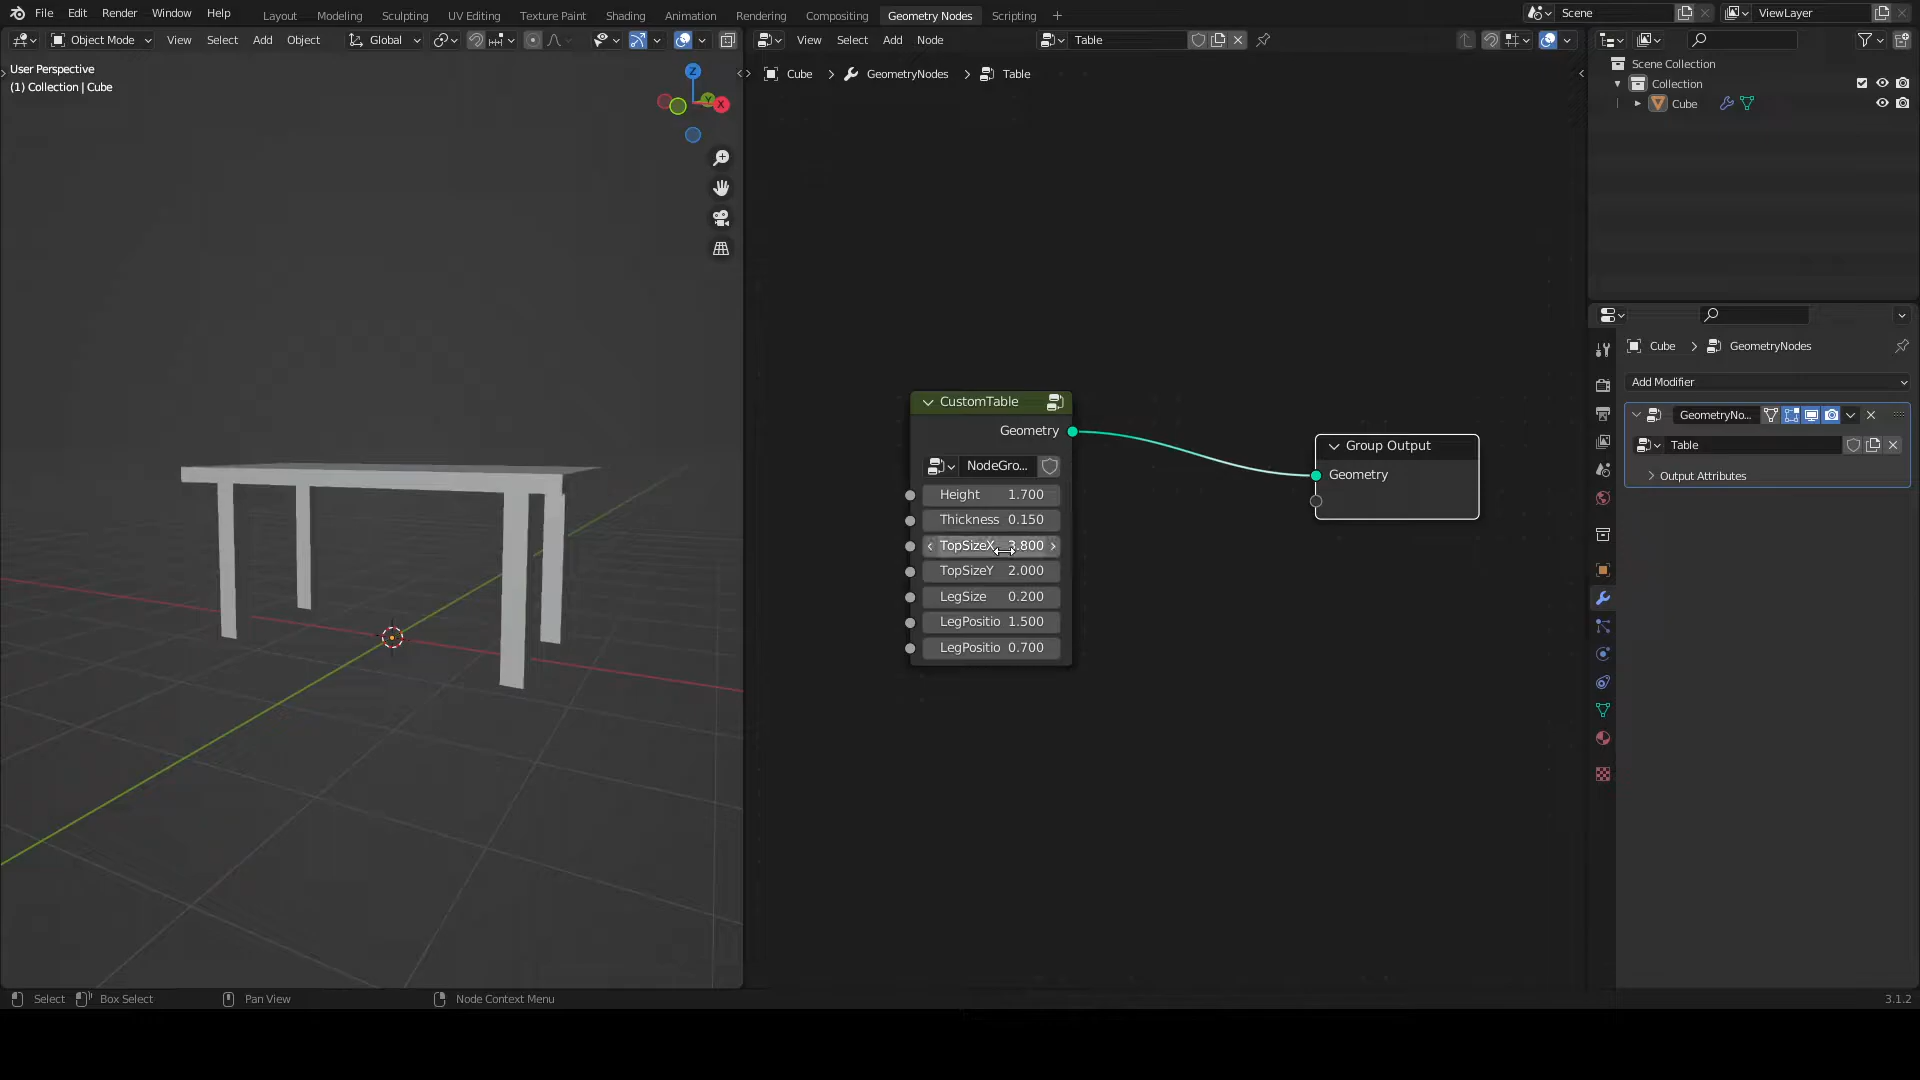 File Edit Render Window Help
Layout Modeling Sculpting UV Editing Texture Paint Shading Animation Rendering Compositing Geometry Nodes Scripting +
Scene
ViewLayer
Object Mode View Select Add Object Global
View Select Add Node Table
User Perspective
(1) Collection | Cube
Z
Y
X
Cube > GeometryNodes > Table
Scene Collection
Collection
Cube
Cube > GeometryNodes
Add Modifier
GeometryNo...
Table
Output Attributes
CustomTable
Geometry
NodeGro...
Height 1.700
Thickness 0.150
TopSizeX 3.800
TopSizeY 2.000
LegSize 0.200
LegPositio 1.500
LegPositio 0.700
Group Output
Geometry
Select Box Select Pan View Node Context Menu
3.1.2